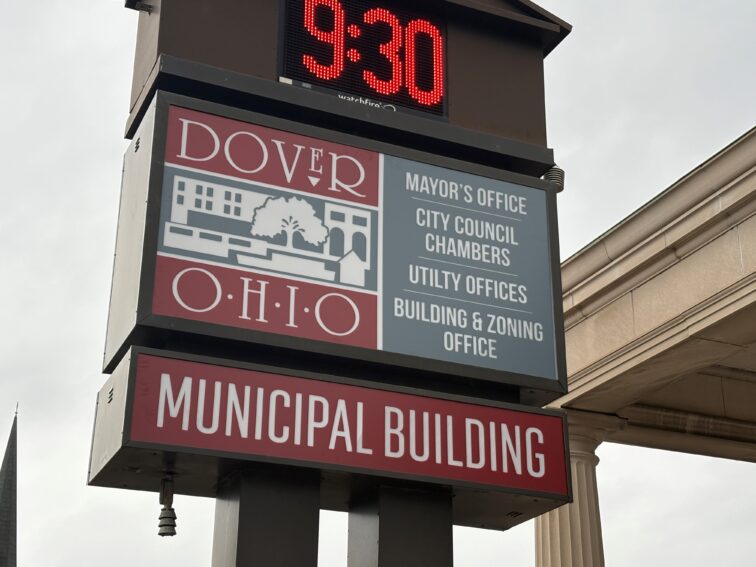 9:30
watchfire
DOVER
MAYOR'S OFFICE
CITY COUNCIL
CHAMBERS
UTILTY OFFICES
BUILDING & ZONING
OFFICE
O·H·I·O
MUNICIPAL BUILDING